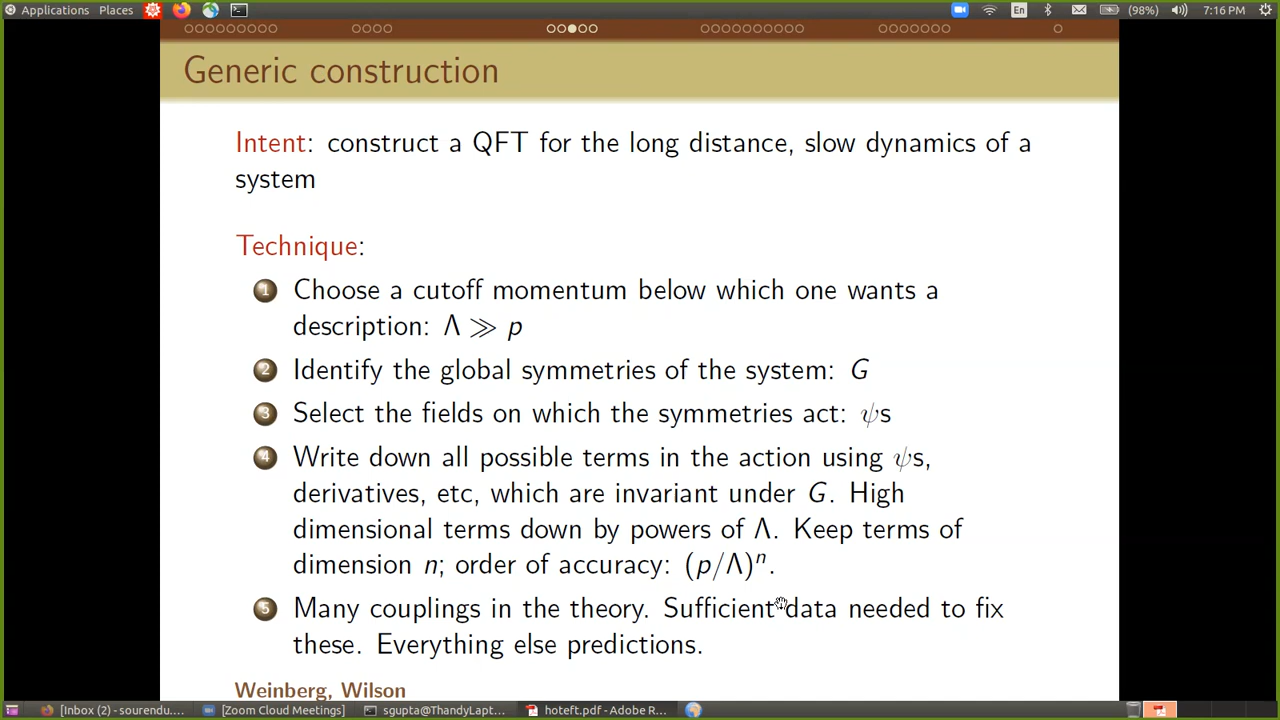 Applications Places En (98%) 7:16 PM
Generic construction
Intent: construct a QFT for the long distance, slow dynamics of a
system
Technique:
1 Choose a cutoff momentum below which one wants a
description: Λ ≫ p
2 Identify the global symmetries of the system: G
3 Select the fields on which the symmetries act: ψs
4 Write down all possible terms in the action using ψs,
derivatives, etc, which are invariant under G. High
dimensional terms down by powers of Λ. Keep terms of
dimension n; order of accuracy: (p/Λ)ⁿ.
5 Many couplings in the theory. Sufficient data needed to fix
these. Everything else predictions.
Weinberg, Wilson
[Inbox (2) - sourendu.... [Zoom Cloud Meetings] sgupta@ThandyLapt... hoteft.pdf - Adobe R...